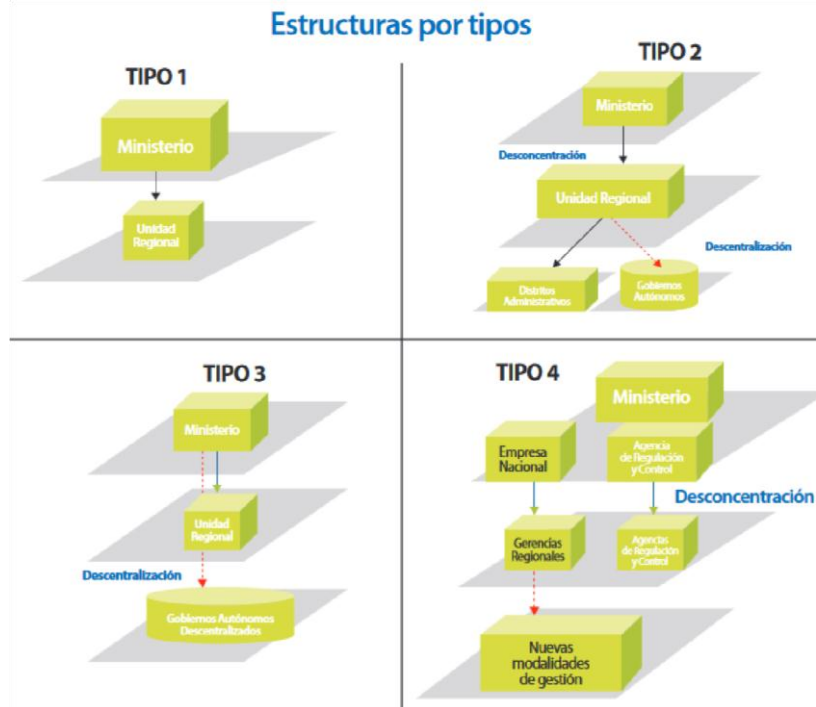 Estructuras por tipos
TIPO 1
Ministerio
Unidad
Regional
TIPO 2
Ministerio
Desconcentración
Unidad Regional
Descentralización
Distritos
Administrativos
Gobiernos
Autónomos
TIPO 3
Ministerio
Unidad
Regional
Descentralización
Gobiernos Autónomos
Descentralizados
TIPO 4
Ministerio
Empresa
Nacional
Agencia
de Regulación
y Control
Desconcentración
Gerencias
Regionales
Agencias
de Regulación
y Control
Nuevas
modalidades
de gestión